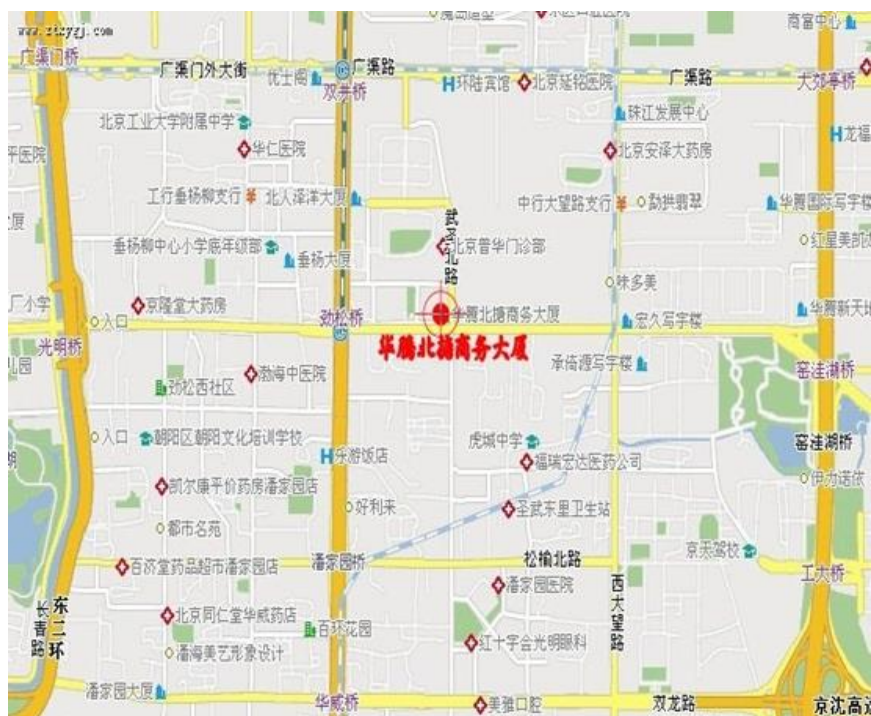 www.ztxyzj.com
商富中心
广渠门桥
广渠门外大街
优士阁
广渠路
双井桥
环陆宾馆
北京延铭医院
广渠路
大郊亭桥
北京工业大学附属中学
珠江发展中心
华仁医院
北京安泽大药房
龙福
平医院
工行垂杨柳支行
北人泽洋大厦
中行大望路支行
勐拱翡翠
华腾国际写字楼
厦
武圣北路
垂杨柳中心小学底年级部
垂杨大厦
北京普华门诊部
红星美凯龙
味多美
厂小学
京隆堂大药房
入口
劲松桥
华腾北搪商务大厦
宏久写字楼
华腾新天地
光明桥
华腾北搪商务大厦
承倚源写字楼
儿园
渤海中医院
劲松西社区
窑洼湖桥
入口
朝阳区朝阳文化培训学校
虎城中学
窑洼湖桥
乐游饭店
福瑞宏达医药公司
湖
伊力诺依
凯尔康平价药房潘家园店
好利来
圣武东里卫生站
都市名苑
京天驾校
百济堂药品超市潘家园店
潘家园桥
松榆北路
工大桥
潘家园医院
西大望路
长青路
东二环
北京同仁堂华威药店
百环花园
红十字会光明眼科
潘海美艺形象设计
潘家园大厦
华威桥
美雅口腔
双龙路
京沈高速